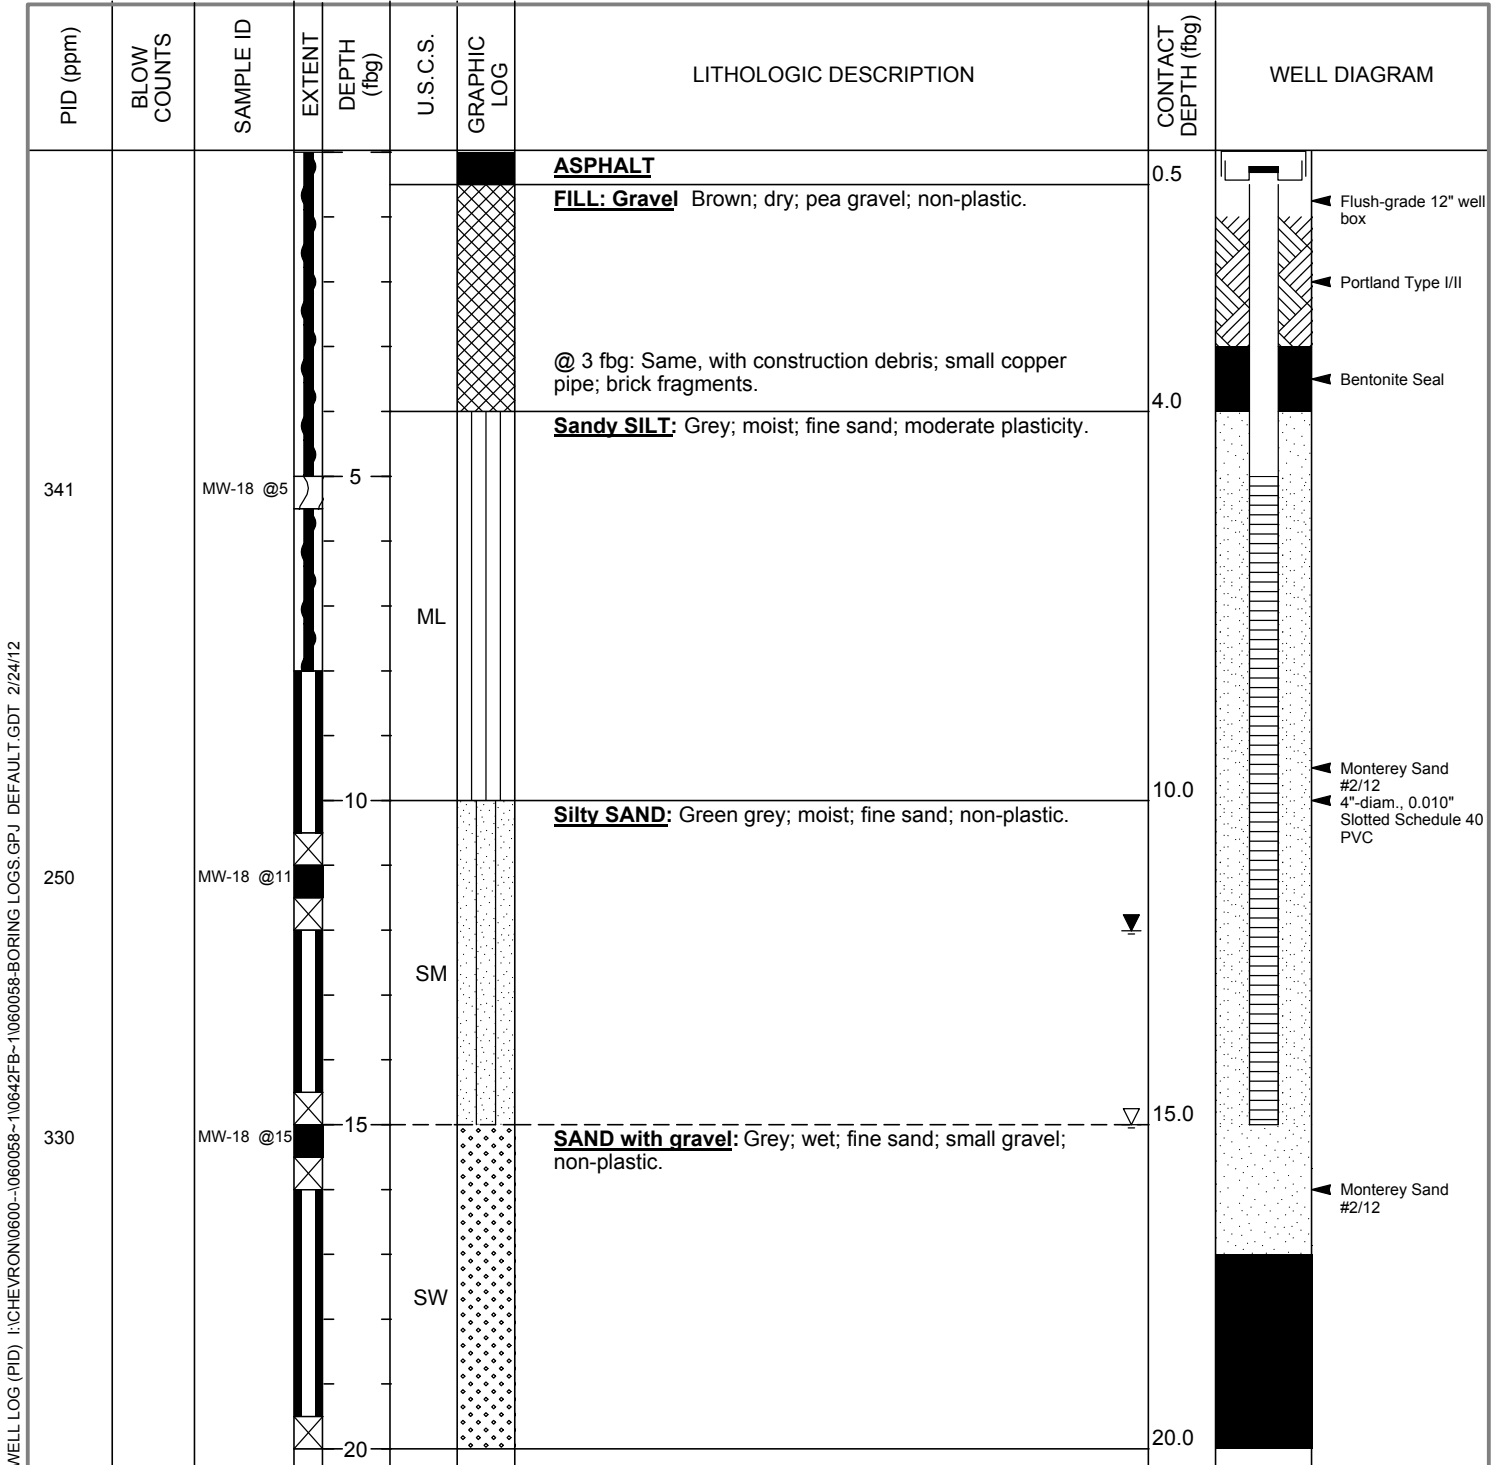 PID (ppm)
BLOW
COUNTS
SAMPLE ID
EXTENT
DEPTH
(fbg)
U.S.C.S.
GRAPHIC
LOG
LITHOLOGIC DESCRIPTION
CONTACT
DEPTH (fbg)
WELL DIAGRAM
ASPHALT
0.5
FILL: Gravel Brown; dry; pea gravel; non-plastic.
Flush-grade 12" well
box
Portland Type I/II
@ 3 fbg: Same, with construction debris; small copper
pipe; brick fragments.
Bentonite Seal
4.0
Sandy SILT: Grey; moist; fine sand; moderate plasticity.
341
MW-18 @5
5
ML
Monterey Sand
#2/12
4"-diam., 0.010"
Slotted Schedule 40
PVC
10
10.0
Silty SAND: Green grey; moist; fine sand; non-plastic.
250
MW-18 @11
SM
15
15.0
330
MW-18 @15
SAND with gravel: Grey; wet; fine sand; small gravel;
non-plastic.
Monterey Sand
#2/12
SW
20
20.0
WELL LOG (PID) I:\CHEVRON\0600--\060058~1\0642FB~1\060058-BORING LOGS.GPJ DEFAULT.GDT 2/24/12